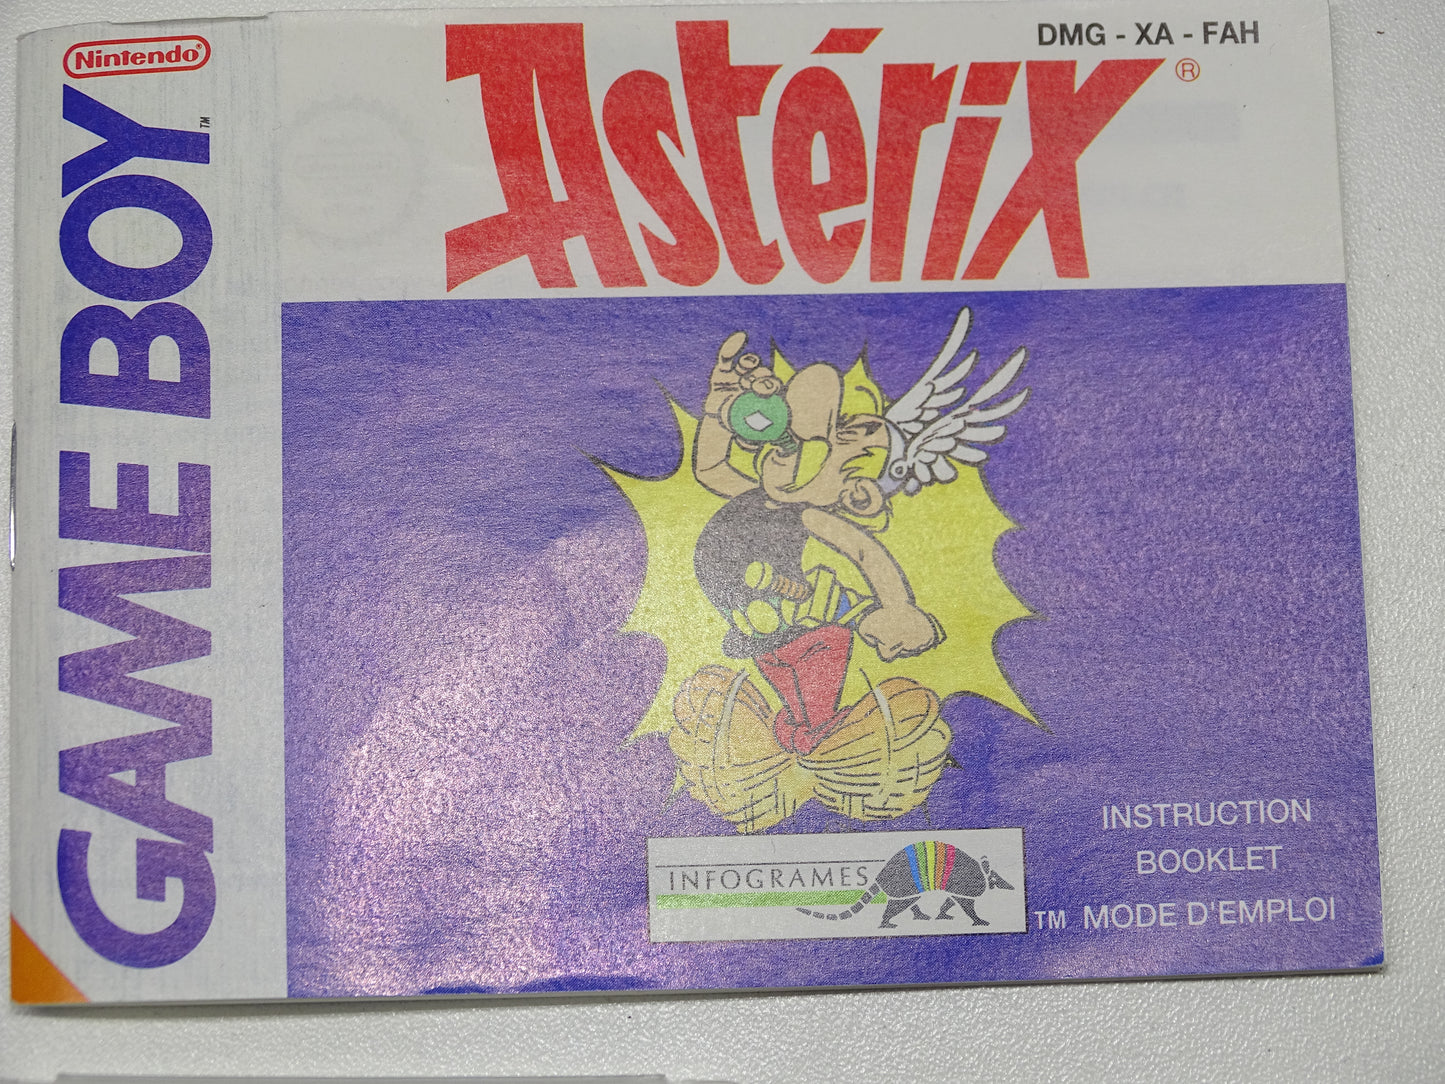 Nintendo®
GAME BOY™
DMG - XA - FAH
Astérix®
INFOGRAMES
TM
INSTRUCTION
BOOKLET
MODE D'EMPLOI